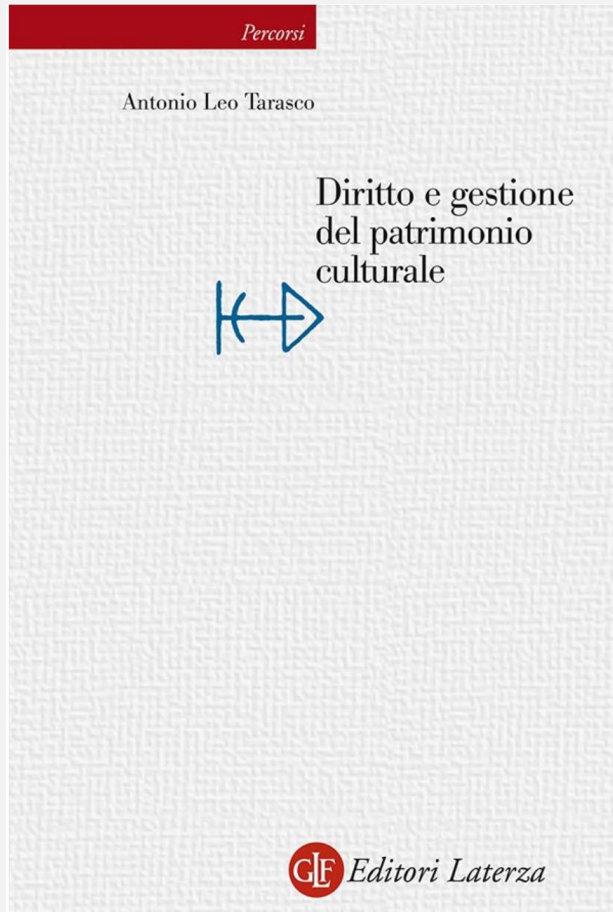 Percorsi
Antonio Leo Tarasco
Diritto e gestione
del patrimonio
culturale
GLF Editori Laterza